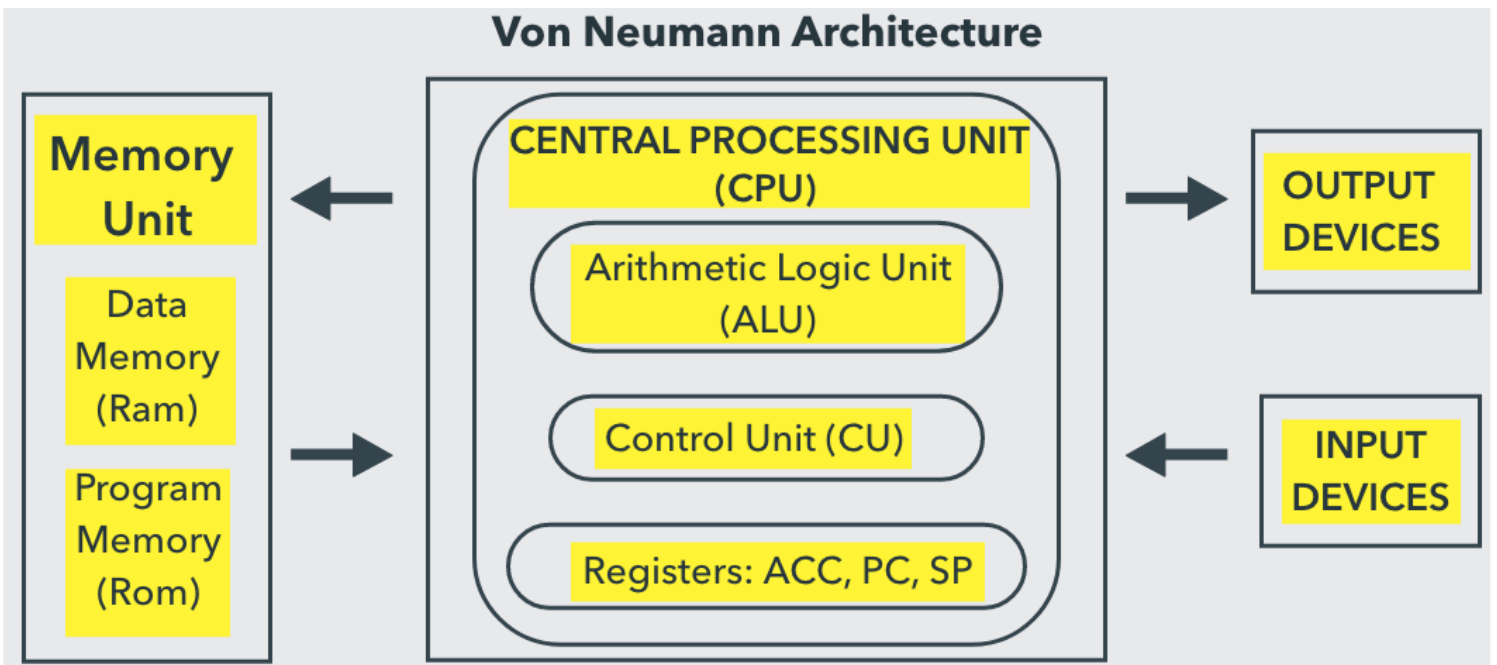 Von Neumann Architecture
Memory
Unit
Data
Memory
(Ram)
Program
Memory
(Rom)
CENTRAL PROCESSING UNIT
(CPU)
Arithmetic Logic Unit
(ALU)
Control Unit (CU)
Registers: ACC, PC, SP
OUTPUT
DEVICES
INPUT
DEVICES